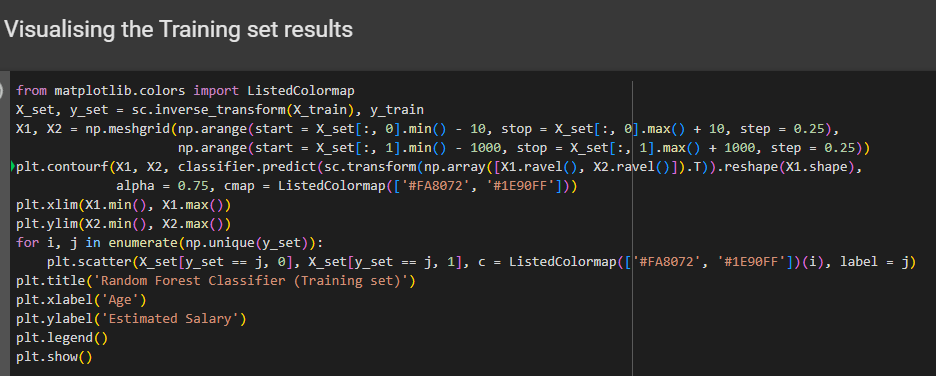 Visualising the Training set results
from matplotlib.colors import ListedColormap
X_set, y_set = sc.inverse_transform(X_train), y_train
X1, X2 = np.meshgrid(np.arange(start = X_set[:, 0].min() - 10, stop = X_set[:, 0].max() + 10, step = 0.25),
                     np.arange(start = X_set[:, 1].min() - 1000, stop = X_set[:, 1].max() + 1000, step = 0.25))
plt.contourf(X1, X2, classifier.predict(sc.transform(np.array([X1.ravel(), X2.ravel()]).T)).reshape(X1.shape),
             alpha = 0.75, cmap = ListedColormap(['#FA8072', '#1E90FF']))
plt.xlim(X1.min(), X1.max())
plt.ylim(X2.min(), X2.max())
for i, j in enumerate(np.unique(y_set)):
    plt.scatter(X_set[y_set == j, 0], X_set[y_set == j, 1], c = ListedColormap(['#FA8072', '#1E90FF'])(i), label = j)
plt.title('Random Forest Classifier (Training set)')
plt.xlabel('Age')
plt.ylabel('Estimated Salary')
plt.legend()
plt.show()